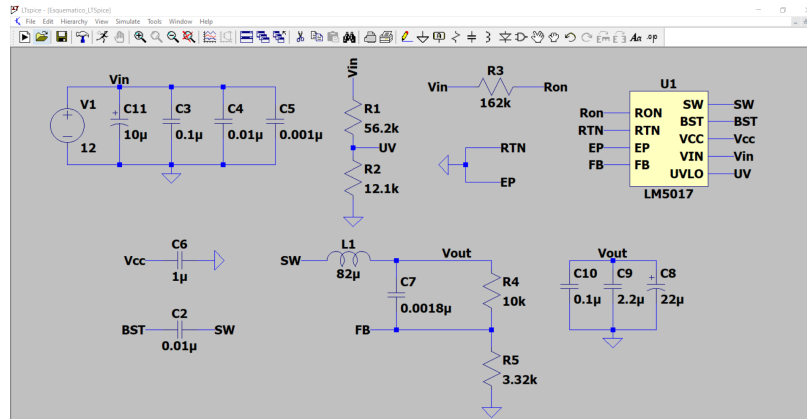 LTspice - [Esquematico_LTSpice]
File Edit Hierarchy View Simulate Tools Window Help
Aa .op
Vin
V1
12
C11
10µ
C3
0.1µ
C4
0.01µ
C5
0.001µ
Vin
R1
56.2k
UV
R2
12.1k
Vin
R3
162k
Ron
RTN
EP
U1
Ron
RTN
EP
FB
RON
RTN
EP
FB
SW
BST
VCC
VIN
UVLO
SW
BST
Vcc
Vin
UV
LM5017
Vcc
C6
1µ
BST
C2
0.01µ
SW
SW
L1
82µ
Vout
C7
0.0018µ
R4
10k
FB
R5
3.32k
Vout
C10
0.1µ
C9
2.2µ
C8
22µ